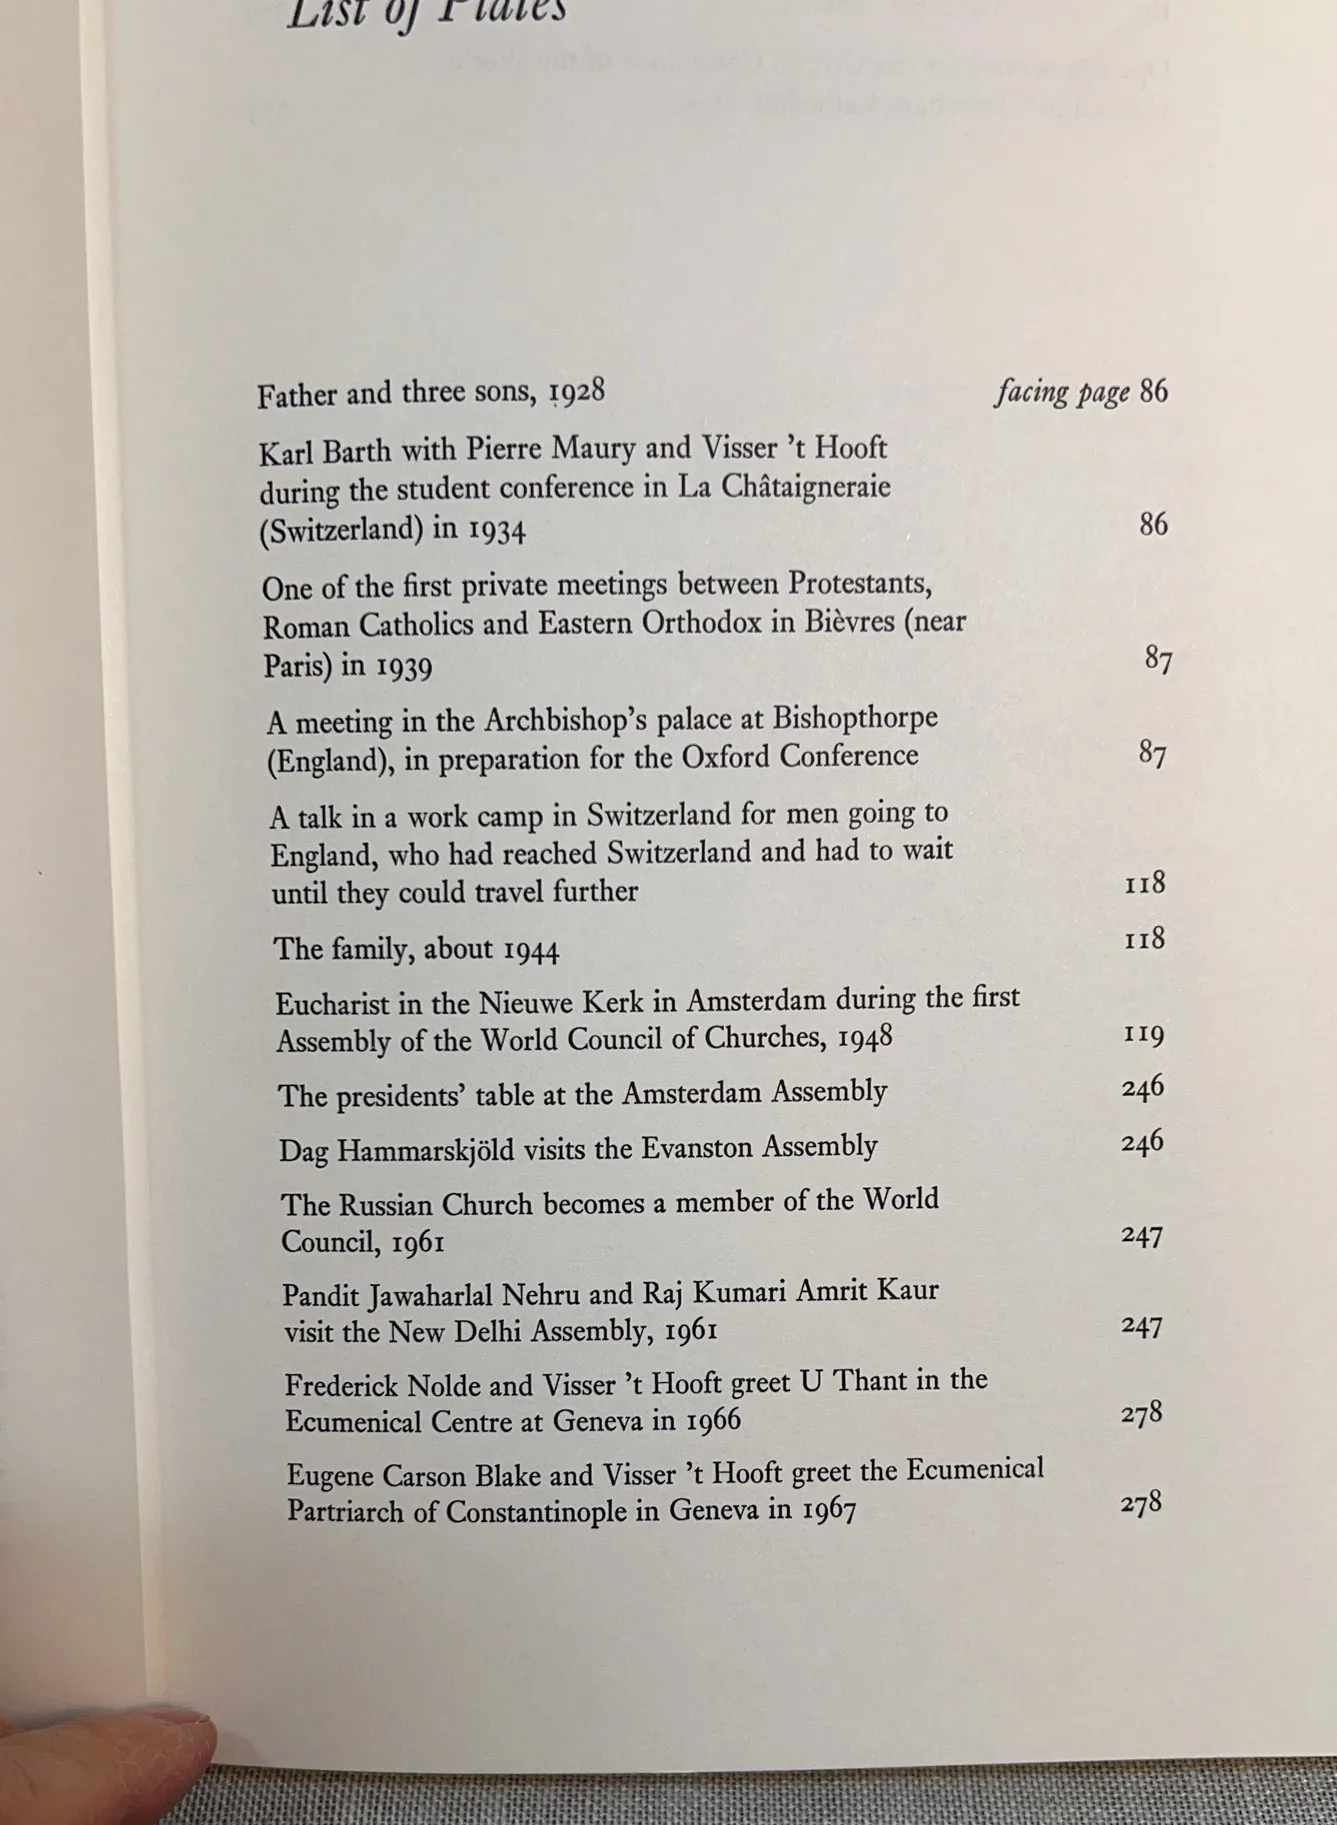 List of Plates
Father and three sons, 1928 facing page 86
Karl Barth with Pierre Maury and Visser 't Hooft
during the student conference in La Châtaigneraie
(Switzerland) in 1934 86
One of the first private meetings between Protestants,
Roman Catholics and Eastern Orthodox in Bièvres (near
Paris) in 1939 87
A meeting in the Archbishop's palace at Bishopthorpe
(England), in preparation for the Oxford Conference 87
A talk in a work camp in Switzerland for men going to
England, who had reached Switzerland and had to wait
until they could travel further 118
The family, about 1944 118
Eucharist in the Nieuwe Kerk in Amsterdam during the first
Assembly of the World Council of Churches, 1948 119
The presidents' table at the Amsterdam Assembly 246
Dag Hammarskjöld visits the Evanston Assembly 246
The Russian Church becomes a member of the World
Council, 1961 247
Pandit Jawaharlal Nehru and Raj Kumari Amrit Kaur
visit the New Delhi Assembly, 1961 247
Frederick Nolde and Visser 't Hooft greet U Thant in the
Ecumenical Centre at Geneva in 1966 278
Eugene Carson Blake and Visser 't Hooft greet the Ecumenical
Partriarch of Constantinople in Geneva in 1967 278